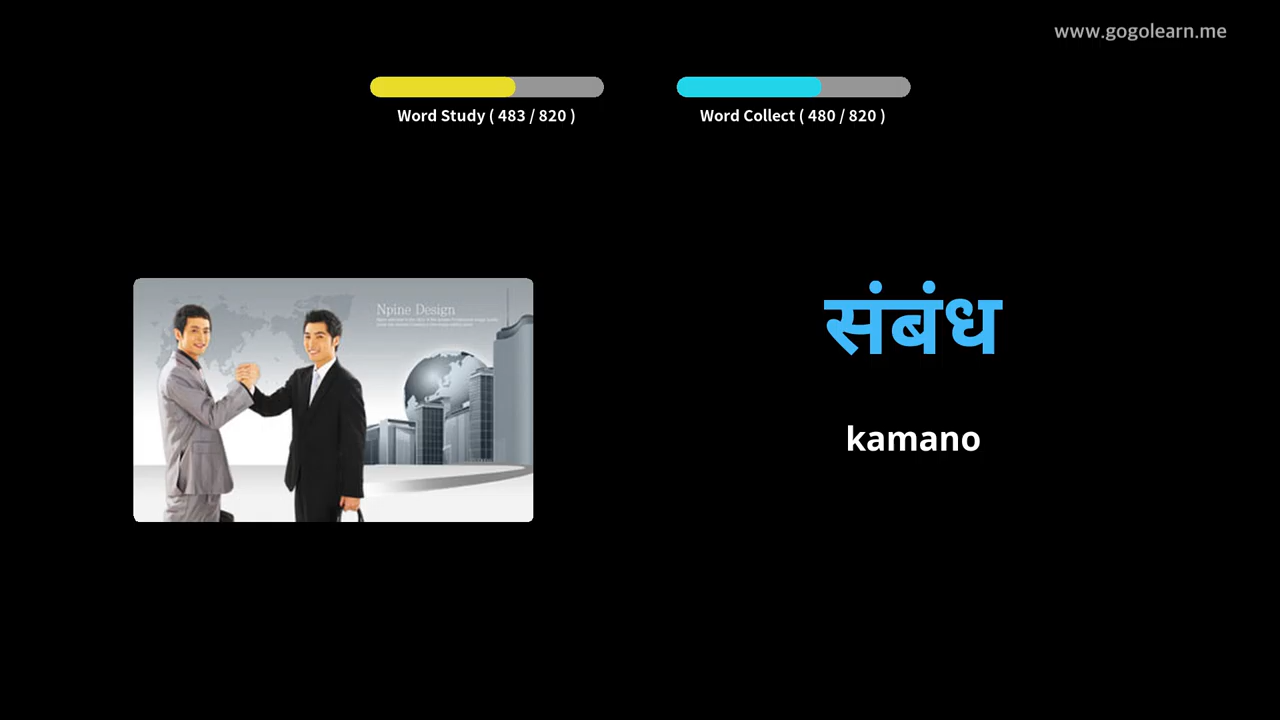 www.gogolearn.me
Word Study ( 483 / 820 )
Word Collect ( 480 / 820 )
Npine Design
संबंध
kamano